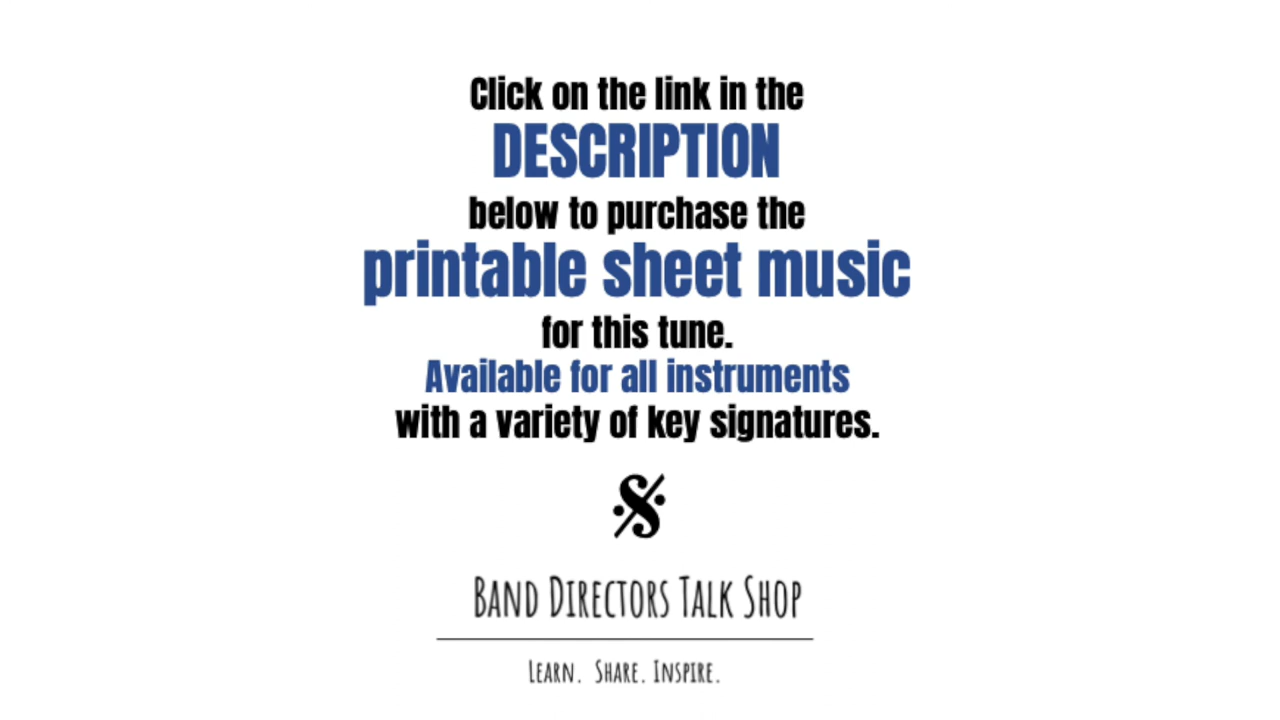 Click on the link in the
DESCRIPTION
below to purchase the
printable sheet music
for this tune.
Available for all instruments
with a variety of key signatures.
Band Directors Talk Shop
Learn. Share. Inspire.